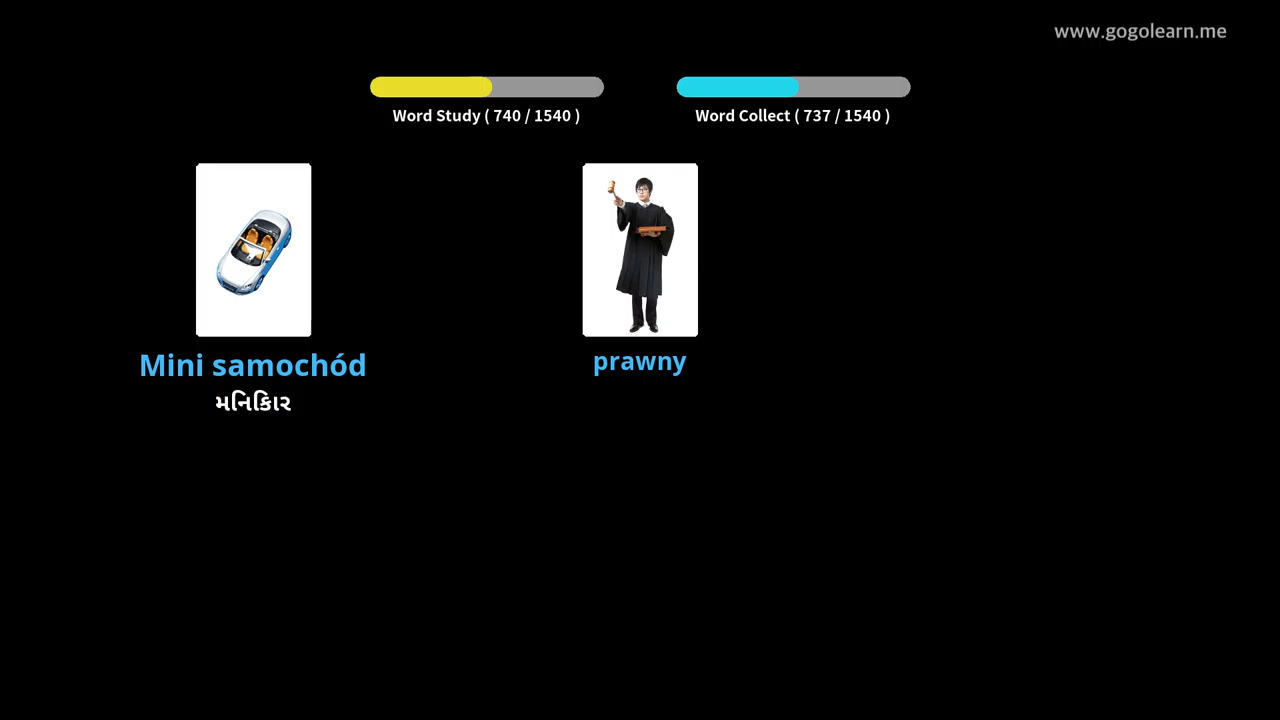 www.gogolearn.me
Word Study ( 740 / 1540 )
Word Collect ( 737 / 1540 )
Mini samochód
મિનિકાર
prawny